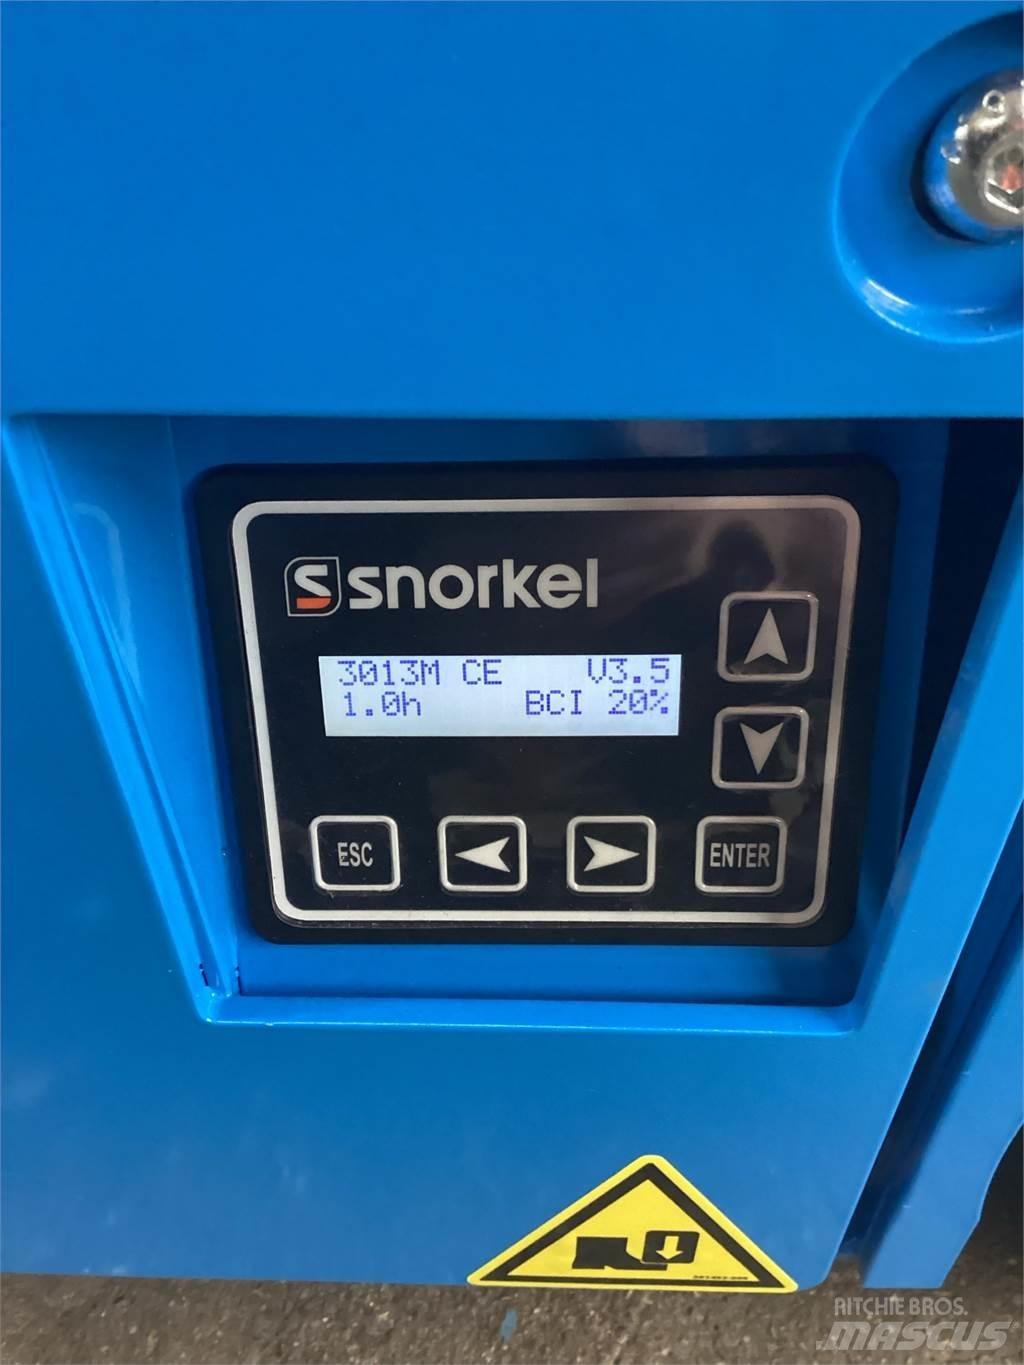 snorkel
3013M CE V3.5
1.0h BCI 20%
ESC
ENTER
RITCHIE BROS.
MASCUS